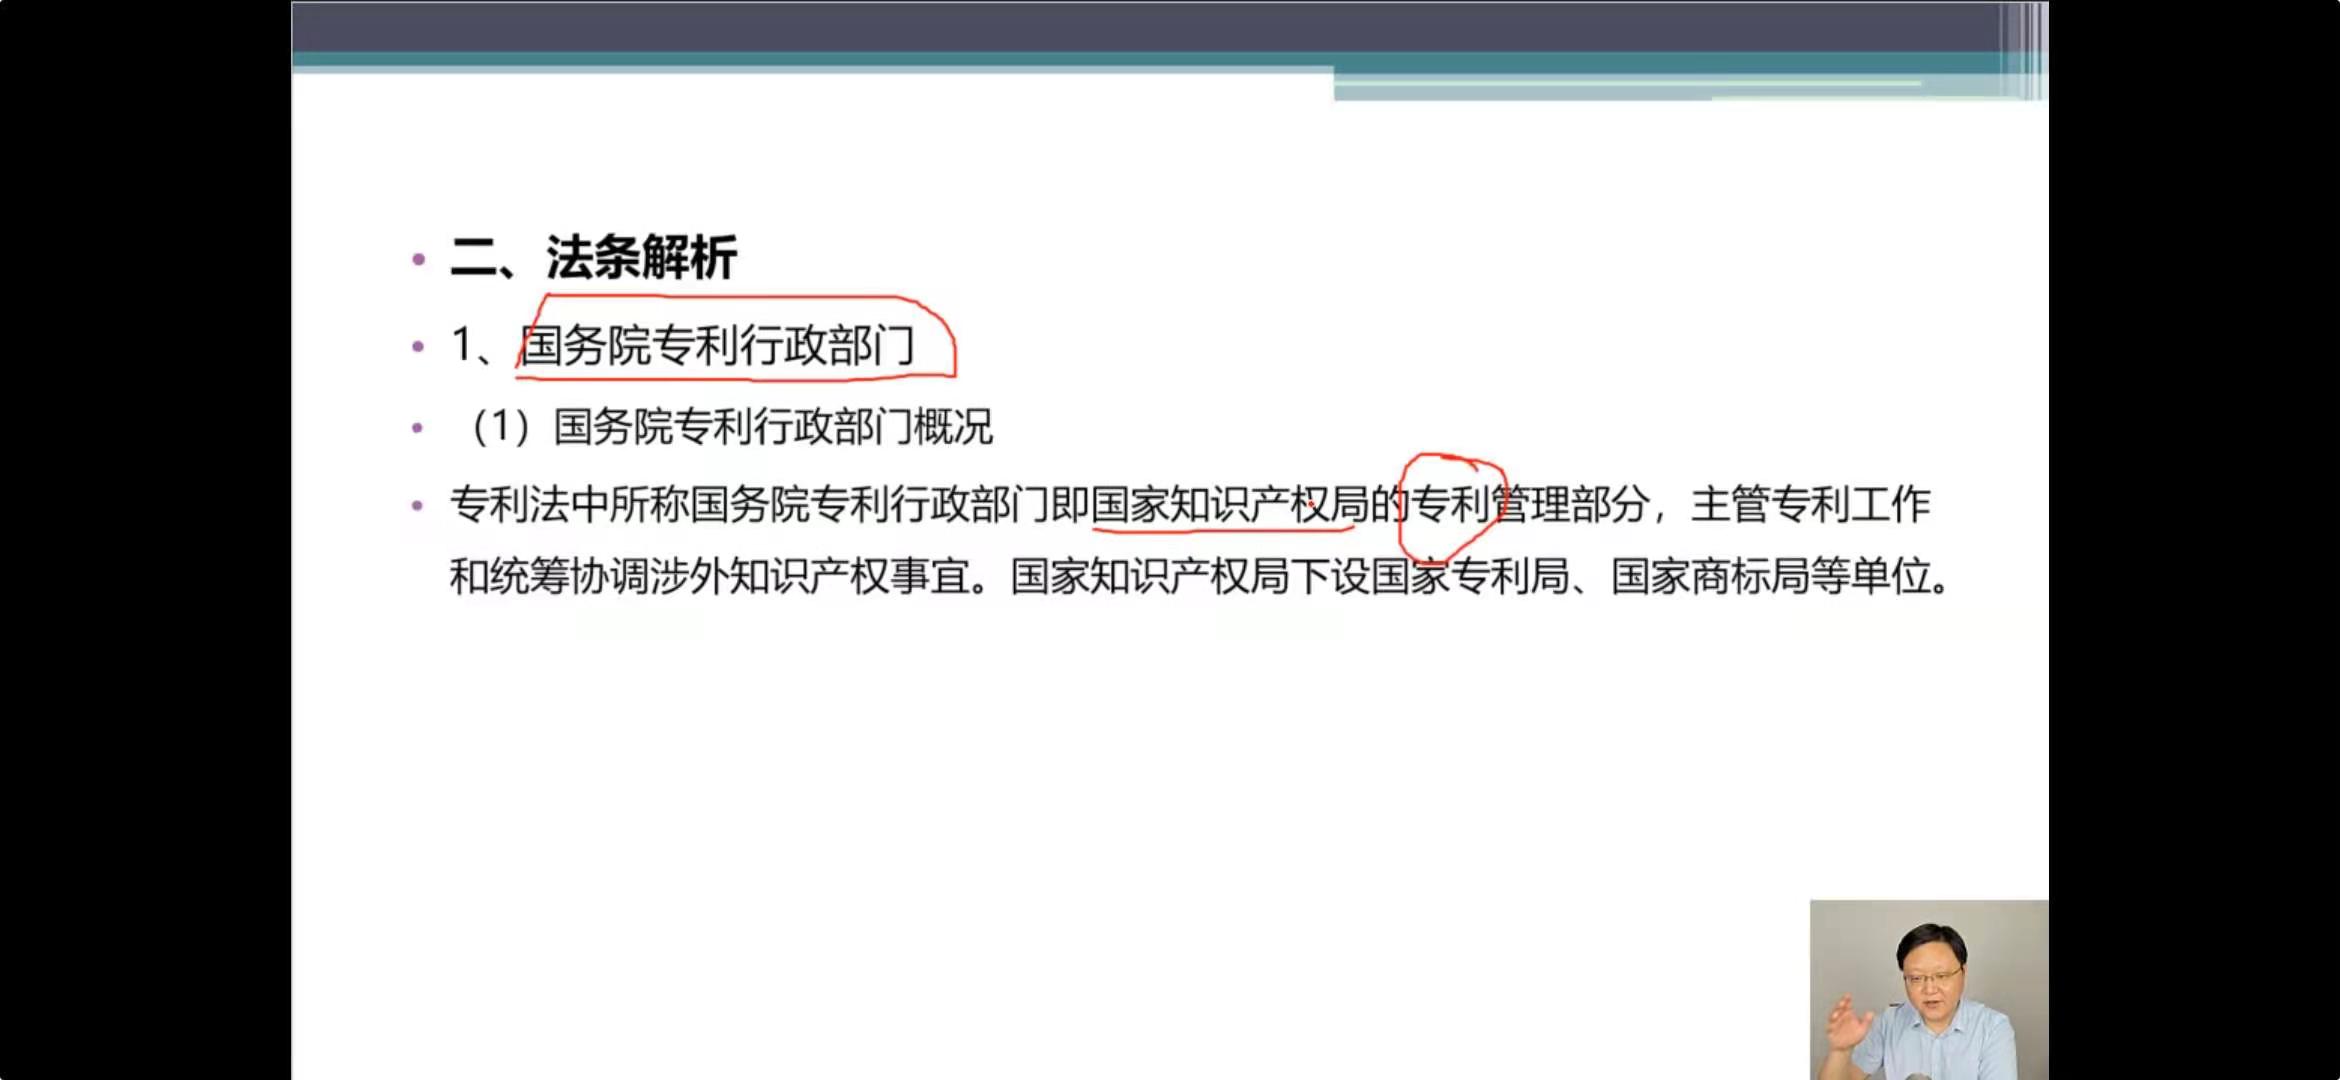 二、法条解析
1、国务院专利行政部门
（1）国务院专利行政部门概况
专利法中所称国务院专利行政部门即国家知识产权局的专利管理部分，主管专利工作
和统筹协调涉外知识产权事宜。国家知识产权局下设国家专利局、国家商标局等单位。